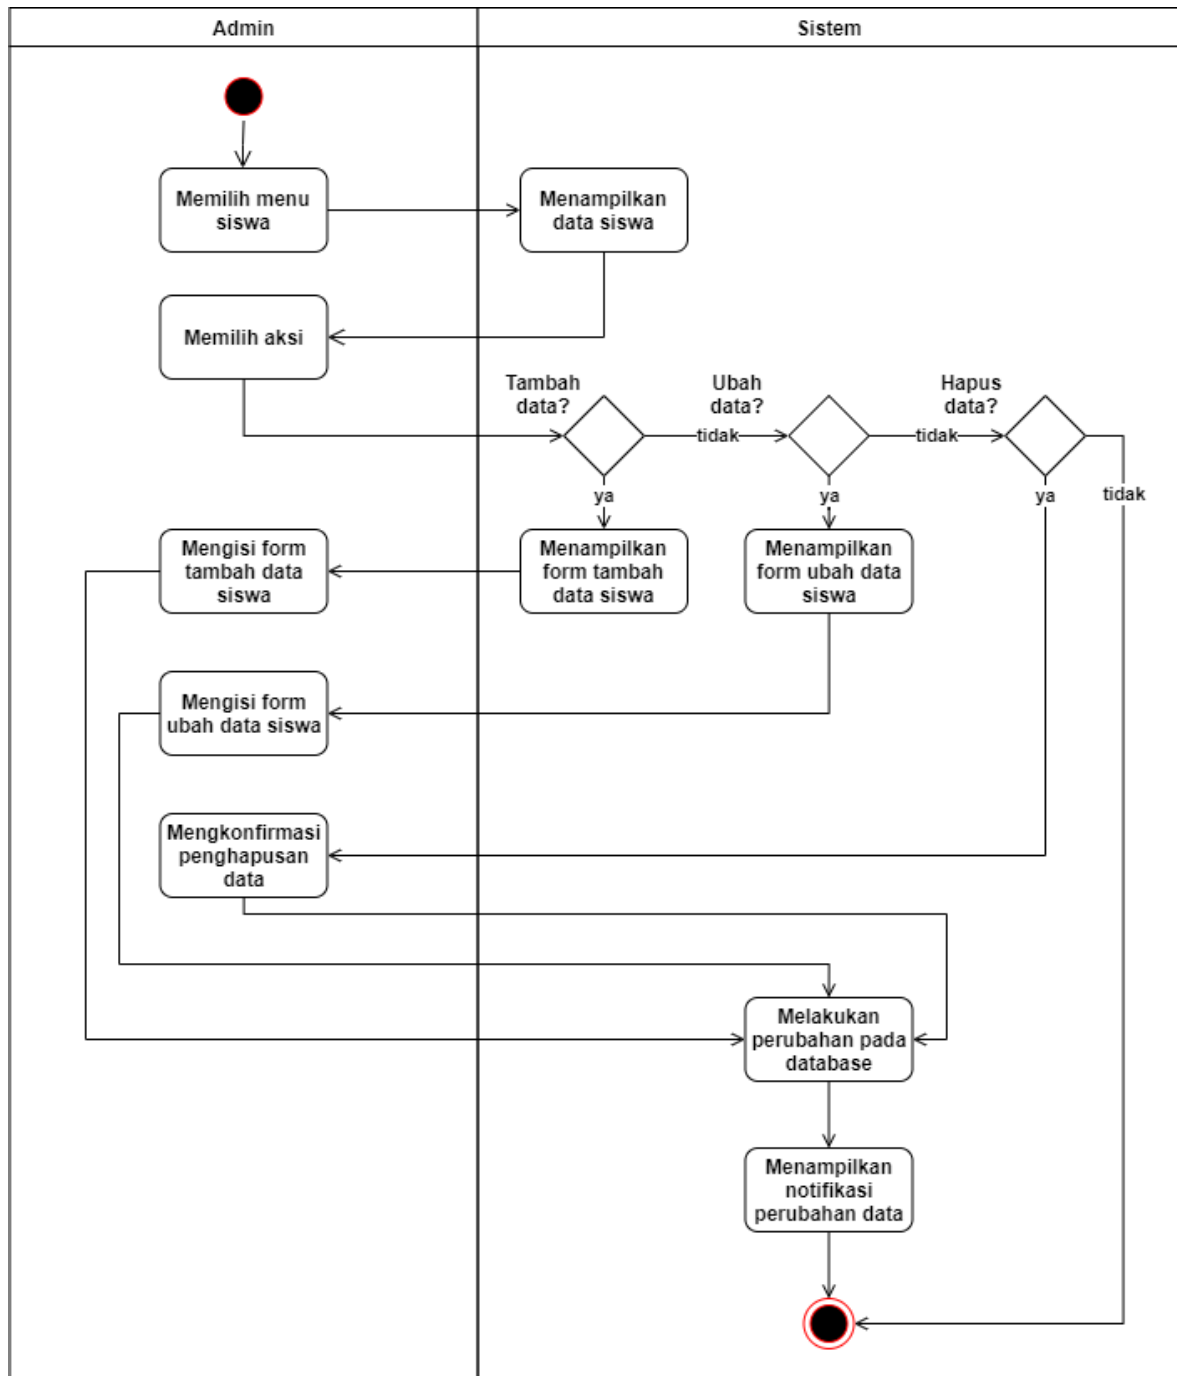 Admin
Sistem
Memilih menu
siswa
Menampilkan
data siswa
Memilih aksi
Tambah
data?
Ubah
data?
Hapus
data?
tidak
tidak
ya
ya
ya
tidak
Mengisi form
tambah data
siswa
Menampilkan
form tambah
data siswa
Menampilkan
form ubah data
siswa
Mengisi form
ubah data siswa
Mengkonfirmasi
penghapusan
data
Melakukan
perubahan pada
database
Menampilkan
notifikasi
perubahan data